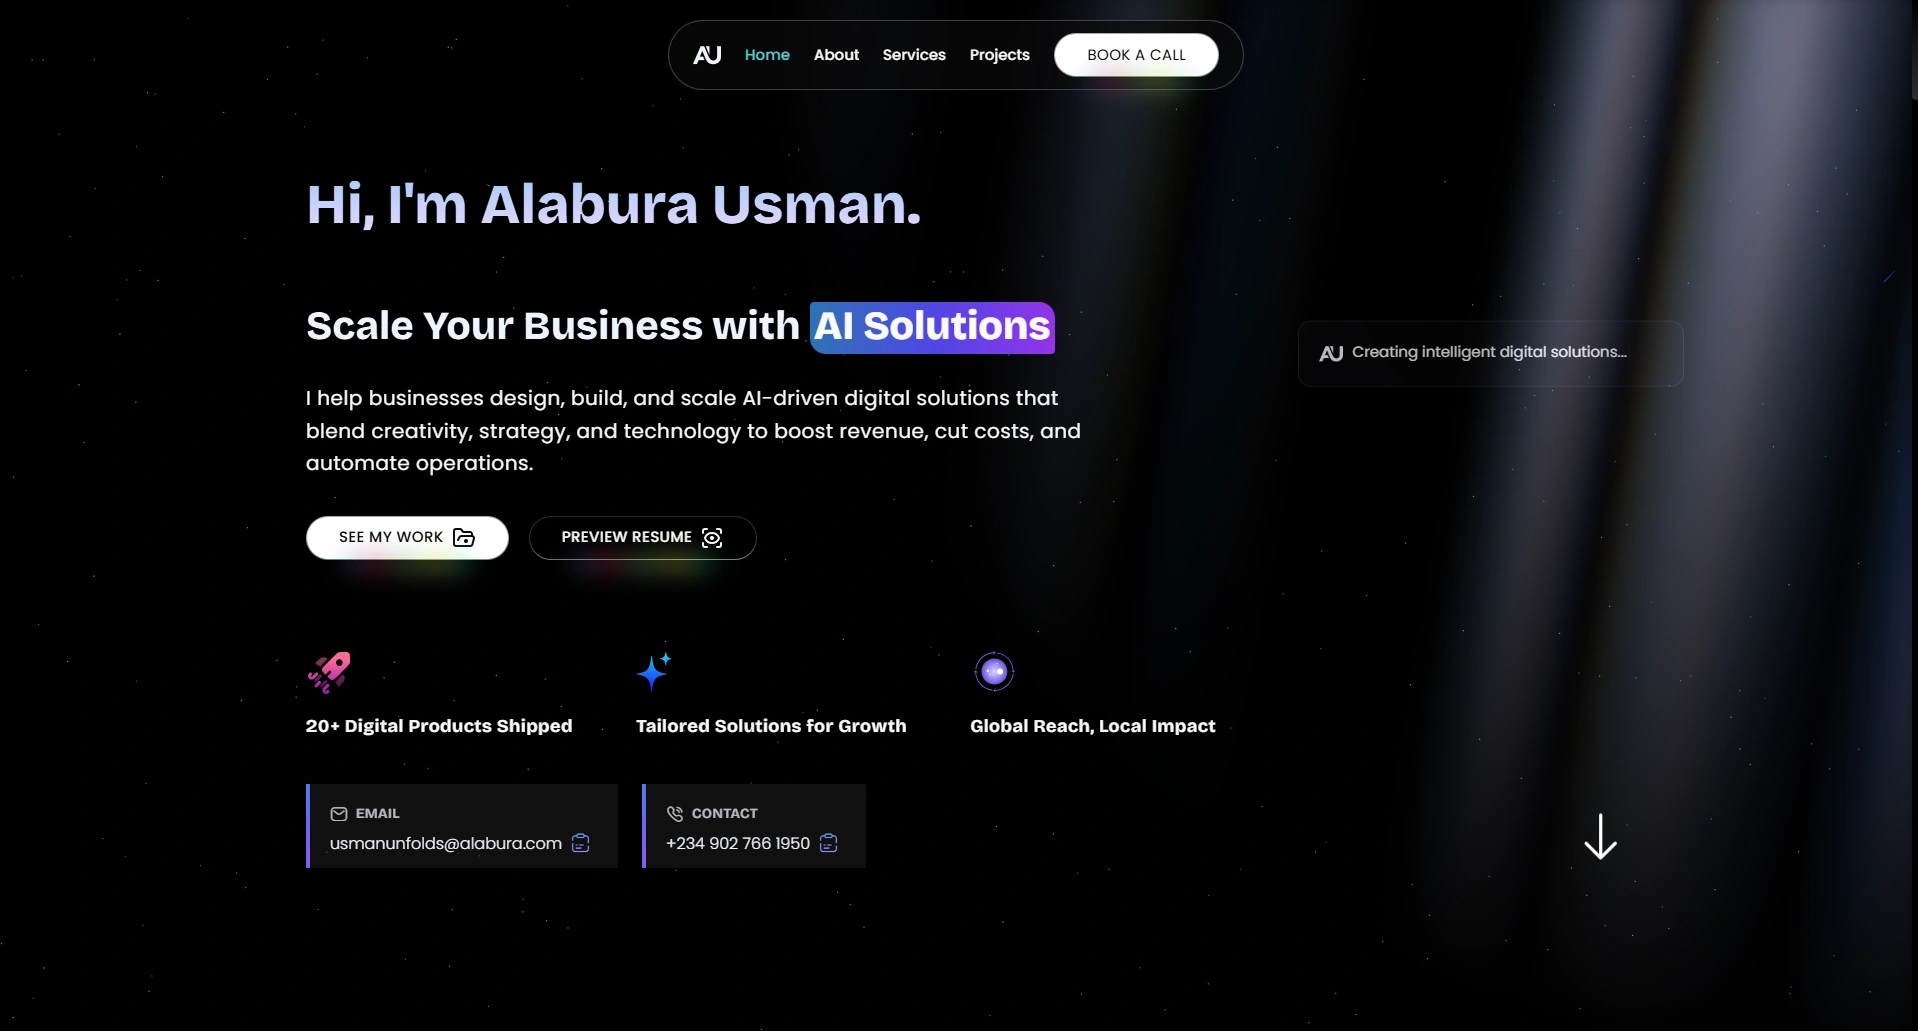 AU Home About Services Projects BOOK A CALL
Hi, I'm Alabura Usman.
Scale Your Business with AI Solutions
AU Creating intelligent digital solutions...
I help businesses design, build, and scale AI-driven digital solutions that
blend creativity, strategy, and technology to boost revenue, cut costs, and
automate operations.
SEE MY WORK PREVIEW RESUME
20+ Digital Products Shipped Tailored Solutions for Growth Global Reach, Local Impact
EMAIL CONTACT
usmanunfolds@alabura.com +234 902 766 1950